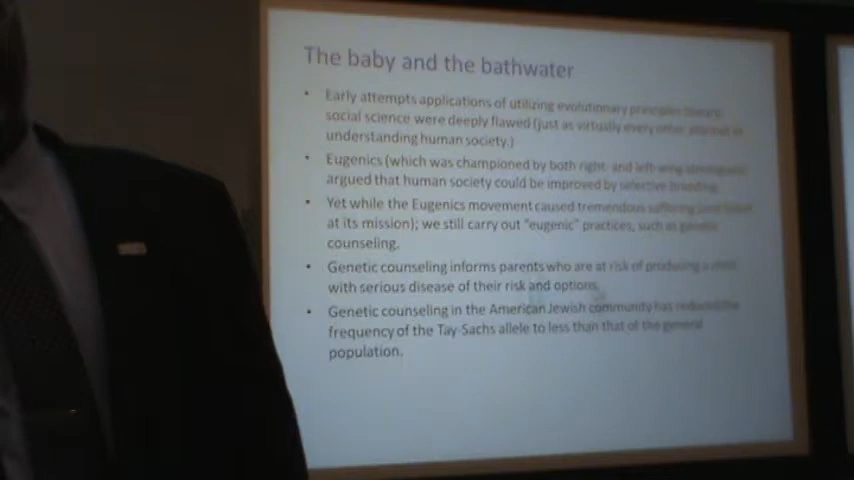 The baby and the bathwater
• Early attempts applications of utilizing evolutionary principles
social science were deeply flawed (just as virtually every other attempt
understanding human society.)
• Eugenics (which was championed by both right- and left-wing
argued that human society could be improved by selective breeding
• Yet while the Eugenics movement caused tremendous suffering
at its mission); we still carry out "eugenic" practices, such as genetic
counseling.
• Genetic counseling informs parents who are at risk of producing a child
with serious disease of their risk and options.
• Genetic counseling in the American Jewish community has reduced the
frequency of the Tay-Sachs allele to less than that of the general
population.